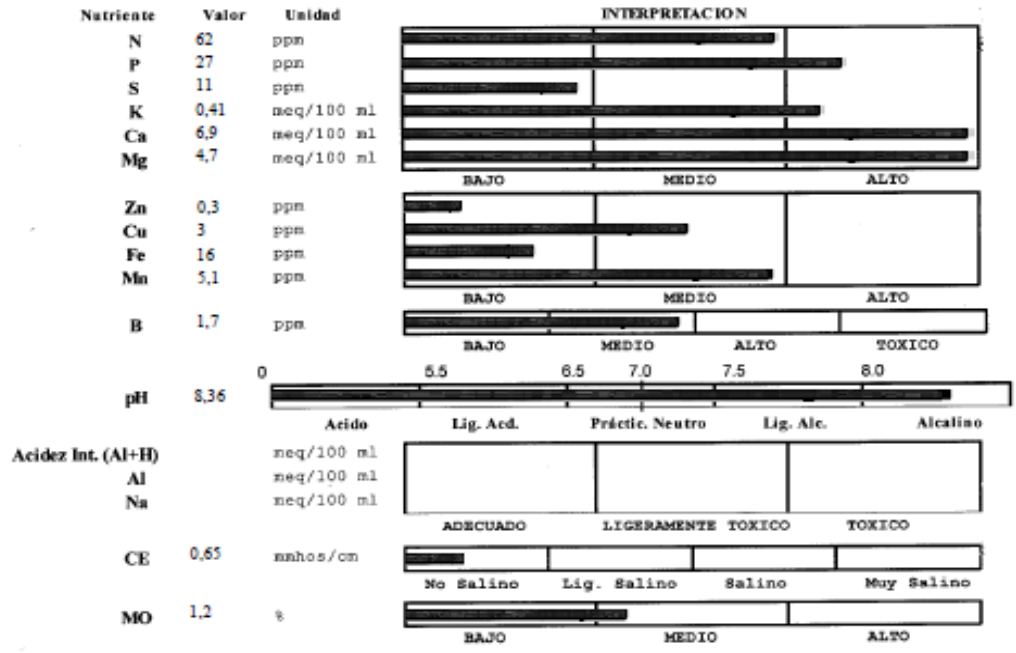 Nutriente Valor Unidad INTERPRETACION
N 62 ppm
P 27 ppm
S 11 ppm
K 0,41 meq/100 ml
Ca 6,9 meq/100 ml
Mg 4,7 meq/100 ml
BAJO MEDIO ALTO
Zn 0,3 ppm
Cu 3 ppm
Fe 16 ppm
Mn 5,1 ppm
BAJO MEDIO ALTO
B 1,7 ppm
BAJO MEDIO ALTO TOXICO
0 5.5 6.5 7.0 7.5 8.0
pH 8,36
Acido Lig. Acd. Práctic. Neutro Lig. Alc. Alcalino
Acidez Int. (Al+H) meq/100 ml
Al meq/100 ml
Na meq/100 ml
ADECUADO LIGERAMENTE TOXICO TOXICO
CE 0,65 mmhos/cm
No Salino Lig. Salino Salino Muy Salino
MO 1,2 %
BAJO MEDIO ALTO